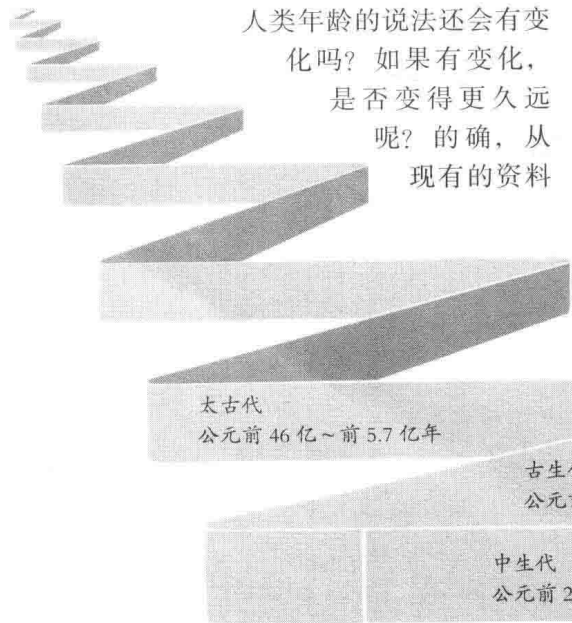 人类年龄的说法还会有变
化吗？如果有变化，
是否变得更久远
呢？的确，从
现有的资料
太古代
公元前 46 亿～前 5.7 亿年
古生
公元
中生代
公元前 2